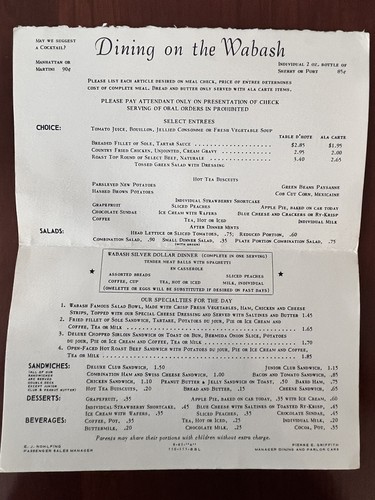 MAY WE SUGGEST
A COCKTAIL?
Dining on the Wabash
MANHATTAN OR
MARTINI 90¢
INDIVIDUAL 2 OZ. BOTTLE OF
SHERRY OR PORT 85¢
PLEASE LIST EACH ARTICLE DESIRED ON MEAL CHECK, PRICE OF ENTREE DETERMINES
COST OF COMPLETE MEAL. BREAD AND BUTTER ONLY SERVED WITH ALA CARTE ITEMS.
PLEASE PAY ATTENDANT ONLY ON PRESENTATION OF CHECK
SERVING OF ORAL ORDERS IS PROHIBITED
SELECT ENTREES
CHOICE: TOMATO JUICE, BOUILLON, JELLIED CONSOMME OR FRESH VEGETABLE SOUP
TABLE D'HOTE ALA CARTE
BREADED FILLET OF SOLE, TARTAR SAUCE $2.85 $1.95
COUNTRY FRIED CHICKEN, UNJOINTED, CREAM GRAVY 2.95 2.00
ROAST TOP ROUND OF SELECT BEEF, NATURALE 3.40 2.65
TOSSED GREEN SALAD WITH DRESSING
HOT TEA BISCUITS
PARSLEYED NEW POTATOES GREEN BEANS PAYSANNE
HASHED BROWN POTATOES COB CUT CORN, MEXICAINE
INDIVIDUAL STRAWBERRY SHORTCAKE
GRAPEFRUIT SLICED PEACHES APPLE PIE, BAKED ON CAR TODAY
CHOCOLATE SUNDAE ICE CREAM WITH WAFERS BLUE CHEESE AND CRACKERS OR RY-KRISP
COFFEE TEA, HOT OR ICED INDIVIDUAL MILK
AFTER DINNER MINTS
SALADS: HEAD LETTUCE OR SLICED TOMATOES, .75; REDUCED PORTION, .60
COMBINATION SALAD, .90 SMALL DINNER SALAD, .35 PLATE PORTION COMBINATION SALAD, .75
WABASH SILVER DOLLAR DINNER (COMPLETE IN ONE SERVING)
TENDER MEAT BALLS WITH SPAGHETTI
EN CASSEROLE
ASSORTED BREADS SLICED PEACHES
COFFEE, CUP TEA, HOT OR ICED MILK, INDIVIDUAL
(OMELETTE OR EGGS WILL BE SUBSTITUTED IF DESIRED ON FAST DAYS)
OUR SPECIALTIES FOR THE DAY
1. WABASH FAMOUS SALAD BOWL, MADE WITH CRISP FRESH VEGETABLES, HAM, CHICKEN AND CHEESE
STRIPS, TOPPED WITH OUR SPECIAL CHEESE DRESSING AND SERVED WITH SALTINES AND BUTTER 1.45
2. FRIED FILLET OF SOLE SANDWICH, TARTARE, POTATOES DU JOUR, PIE OR ICE CREAM AND
COFFEE, TEA OR MILK 1.65
3. DELUXE CHOPPED SIRLOIN SANDWICH ON TOAST OR BUN, BERMUDA ONION SLICE, POTATOES
DU JOUR, PIE OR ICE CREAM AND COFFEE, TEA OR MILK 1.70
4. OPEN-FACED HOT ROAST BEEF SANDWICH WITH POTATOES DU JOUR, PIE OR ICE CREAM, COFFEE,
TEA OR MILK 1.85
SANDWICHES: DELUXE CLUB SANDWICH, 1.50 JUNIOR CLUB SANDWICH, 1.15
COMBINATION HAM AND SWISS CHEESE SANDWICH, 1.00 BACON AND TOMATO SANDWICH, .85
CHICKEN SANDWICH, 1.10 PEANUT BUTTER & JELLY SANDWICH ON TOAST, .50 BAKED HAM, .75
HOT TEA BISCUITS, .20 BREAD AND BUTTER, .15 CHEESE SANDWICH, .65
DESSERTS: GRAPEFRUIT, .35 APPLE PIE, BAKED ON CAR TODAY, .35 WITH ICE CREAM, .60
INDIVIDUAL STRAWBERRY SHORTCAKE, .45 BLUE CHEESE WITH SALTINES OR TOASTED RY-KRISP, .45
ICE CREAM WITH WAFERS, .35 SLICED PEACHES, .35 CHOCOLATE SUNDAE, .45
BEVERAGES: COFFEE, POT, .35 TEA, HOT OR ICED, .25 INDIVIDUAL MILK, .20
BUTTERMILK, .20 CHOCOLATE MILK, .25 COCOA, POT, .35
Parents may share their portions with children without extra charge.
C. J. ROWLPING
PASSENGER SALES MANAGER
PIERRE E. GRIFFITH
MANAGER DINING AND PARLOR CARS